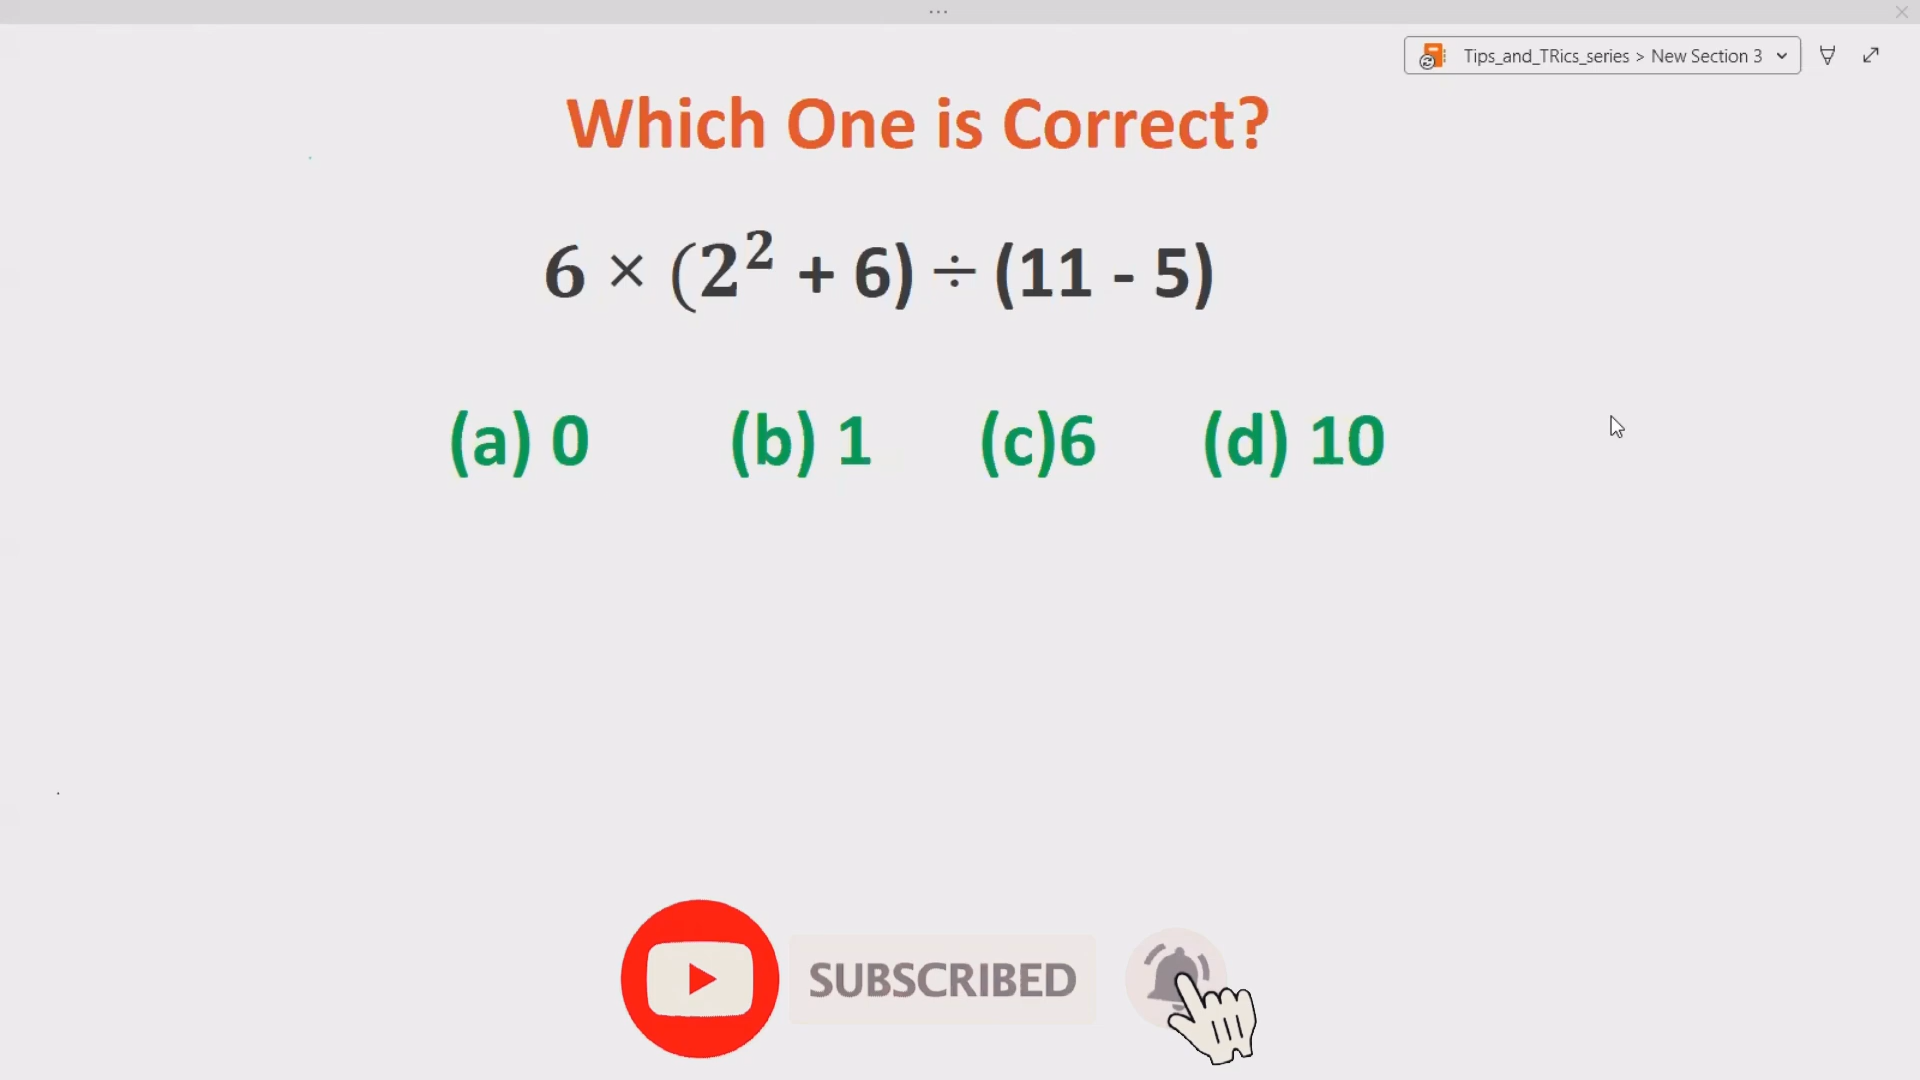 Tips_and_TRics_series > New Section 3
Which One is Correct?
6 × (2² + 6) ÷ (11 - 5)
(a) 0 (b) 1 (c)6 (d) 10
SUBSCRIBED